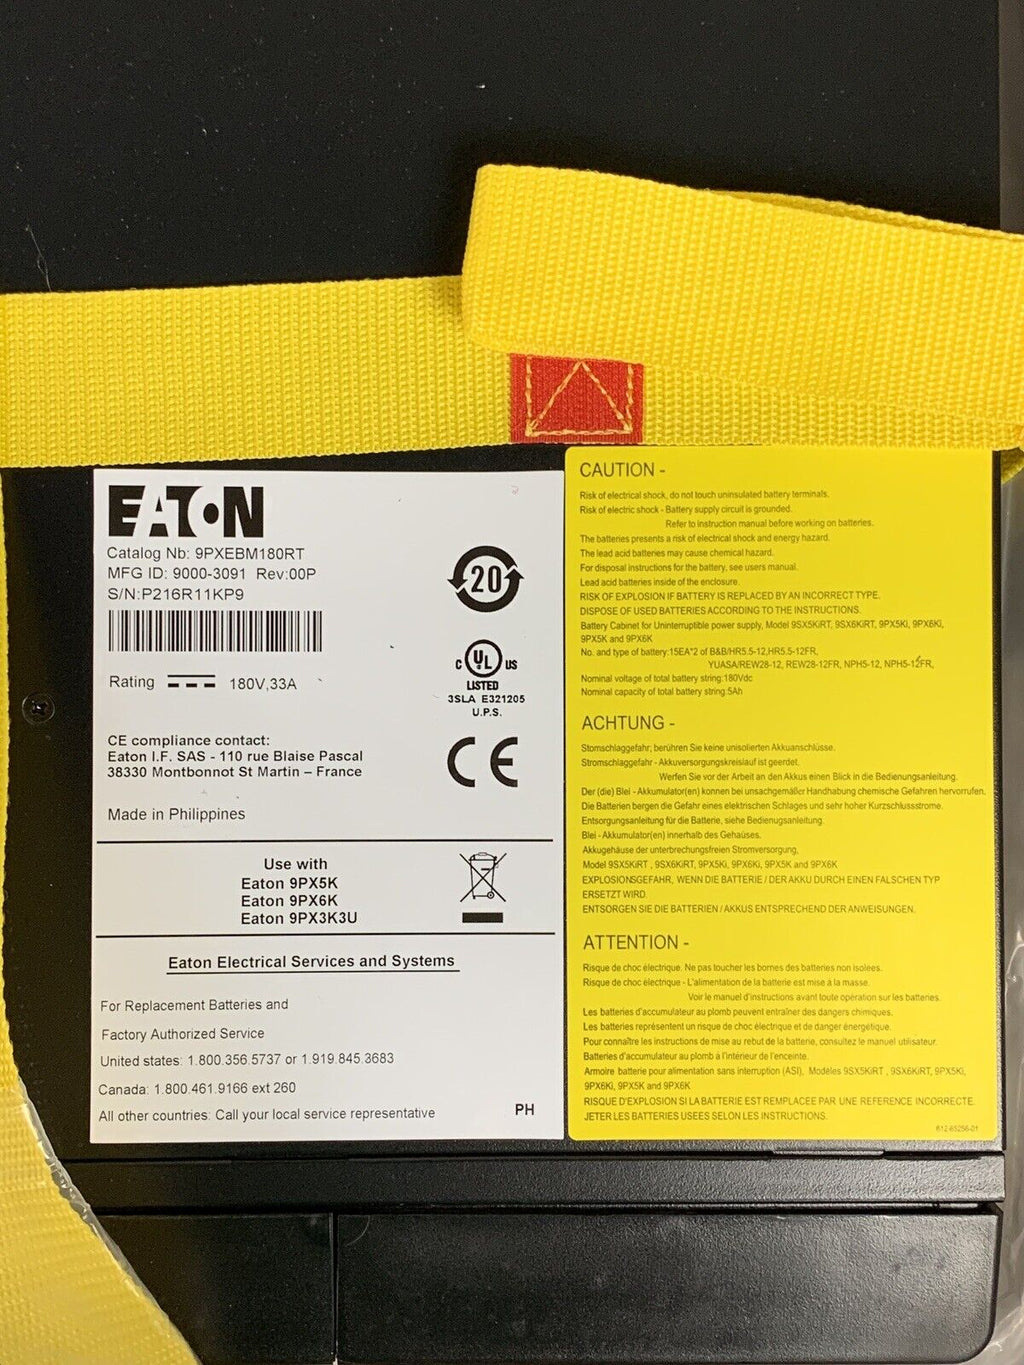 EATON
Catalog Nb: 9PXEBM180RT
MFG ID: 9000-3091 Rev:00P
S/N:P216R11KP9
Rating 180V,33A
20
C UL US
LISTED
3SLA E321205
U.P.S.
CE compliance contact:
Eaton I.F. SAS - 110 rue Blaise Pascal
38330 Montbonnot St Martin – France
CE
Made in Philippines
Use with
Eaton 9PX5K
Eaton 9PX6K
Eaton 9PX3K3U
Eaton Electrical Services and Systems
For Replacement Batteries and
Factory Authorized Service
United states: 1.800.356.5737 or 1.919.845.3683
Canada: 1.800.461.9166 ext 260
All other countries: Call your local service representative
PH
CAUTION -
Risk of electrical shock, do not touch uninsulated battery terminals.
Risk of electric shock - Battery supply circuit is grounded.
Refer to instruction manual before working on batteries.
The batteries presents a risk of electrical shock and energy hazard.
The lead acid batteries may cause chemical hazard.
For disposal instructions for the battery, see users manual.
Lead acid batteries inside of the enclosure.
RISK OF EXPLOSION IF BATTERY IS REPLACED BY AN INCORRECT TYPE.
DISPOSE OF USED BATTERIES ACCORDING TO THE INSTRUCTIONS.
Battery Cabinet for Uninterruptible power supply, Model 9SX5KiRT, 9SX6KiRT, 9PX5Ki, 9PX6Ki,
9PX5K and 9PX6K
No. and type of battery:15EA*2 of B&B/HR5.5-12,HR5.5-12FR,
YUASA/REW28-12, REW28-12FR, NPH5-12, NPH5-12FR,
Nominal voltage of total battery string:180Vdc
Nominal capacity of total battery string:5Ah
ACHTUNG -
Stomschlaggefahr; berühren Sie keine unisolierten Akkuanschlüsse.
Stromschlaggefahr - Akkuversorgungskreislauf ist geerdet.
Werfen Sie vor der Arbeit an den Akkus einen Blick in die Bedienungsanleitung.
Der (die) Blei - Akkumulator(en) konnen bei unsachgemäßer Handhabung chemische Gefahren hervorrufen.
Die Batterien bergen die Gefahr eines elektrischen Schlages und sehr hoher Kurzschlussstrome.
Entsorgungsanleitung für die Batterie, siehe Bedienugsanleitung.
Blei - Akkumulator(en) innerhalb des Gehaüses.
Akkugehäuse der unterbrechungsfreien Stromversorgung,
Model 9SX5KiRT , 9SX6KiRT, 9PX5Ki, 9PX6Ki, 9PX5K and 9PX6K
EXPLOSIONSGEFAHR, WENN DIE BATTERIE / DER AKKU DURCH EINEN FALSCHEN TYP
ERSETZT WIRD.
ENTSORGEN SIE DIE BATTERIEN / AKKUS ENTSPRECHEND DER ANWEISUNGEN.
ATTENTION -
Risque de choc électrique. Ne pas toucher les bornes des batteries non isolees.
Risque de choc électrique - L'alimentation de la batterie est mise à la masse.
Voir le manuel d'instructions avant toute opération sur les batteries.
Les batteries d'accumulateur au plomb peuvent entraîner des dangers chimiques.
Les batteries représentent un risque de choc électrique et de danger énergétique.
Pour connaître les instructions de mise au rebut de la batterie, consultez le manuel utilisateur.
Batteries d'accumulateur au plomb à l'intérieur de l'enceinte.
Armoire batterie pour alimentation sans interruption (ASI), Modèles 9SX5KiRT , 9SX6KiRT, 9PX5Ki,
9PX6Ki, 9PX5K and 9PX6K
RISQUE D'EXPLOSION SI LA BATTERIE EST REMPLACEE PAR UNE REFERENCE INCORRECTE.
JETER LES BATTERIES USEES SELON LES INSTRUCTIONS.
612-65256-01